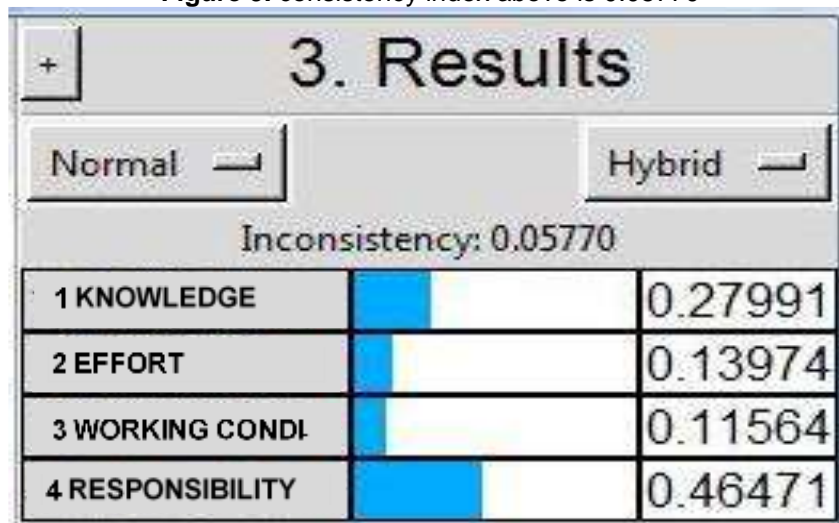 + 3. Results
Normal Hybrid
Inconsistency: 0.05770
1 KNOWLEDGE 0.27991
2 EFFORT 0.13974
3 WORKING CONDI 0.11564
4 RESPONSIBILITY 0.46471